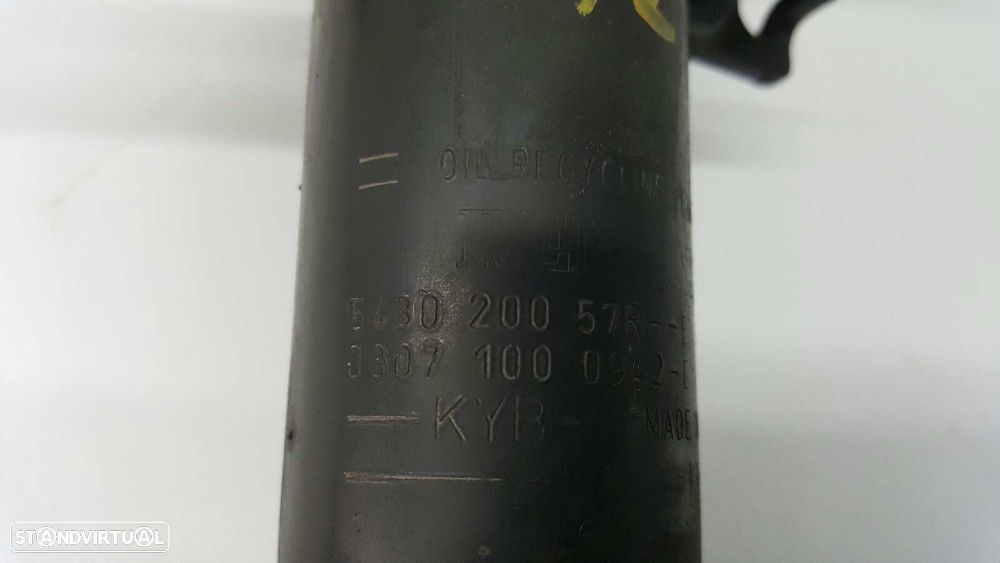 OIL RECYCLING
5430 200 57R--E
0307 100 0942-
KYB
MADE
STANDVIRTUAL